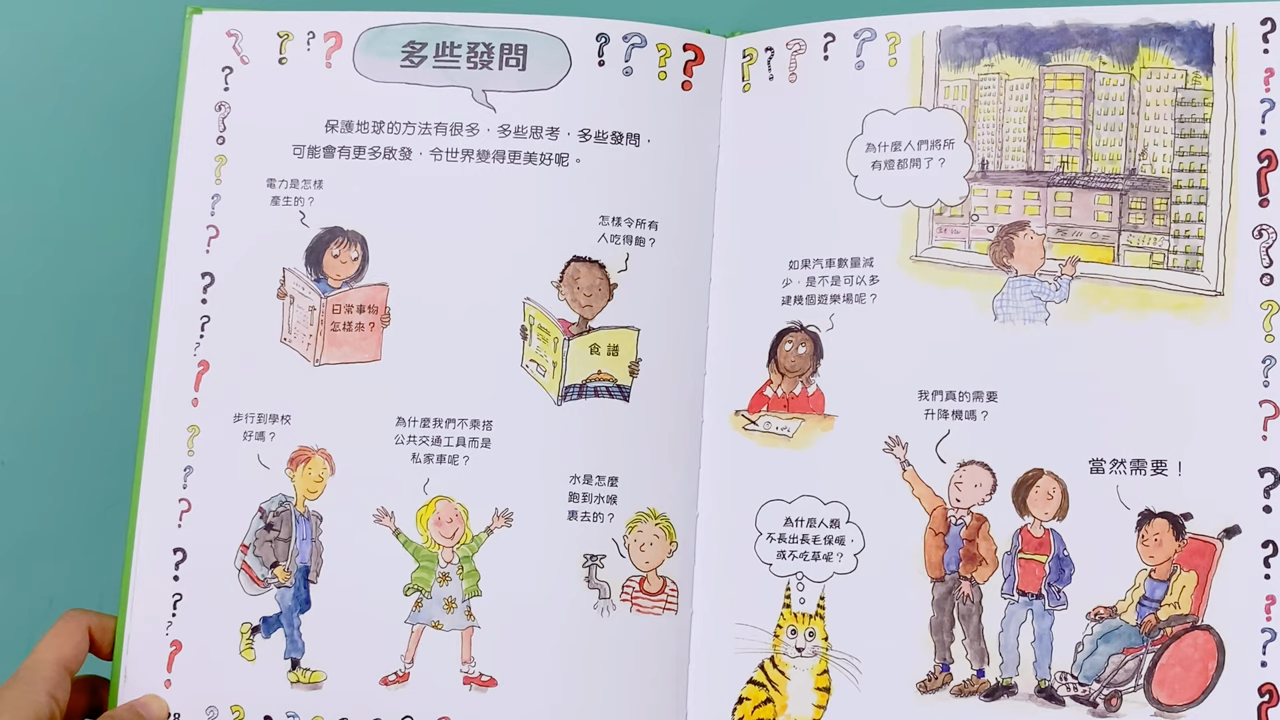 多些發問
保護地球的方法有很多，多些思考，多些發問，
可能會有更多啟發，令世界變得更美好呢。
電力是怎樣
產生的？
日常事物
怎樣來？
怎樣令所有
人吃得飽？
食譜
步行到學校
好嗎？
為什麼我們不乘搭
公共交通工具而是
私家車呢？
水是怎麼
跑到水喉
裏去的？
為什麼人們將所
有燈都開了？
如果汽車數量減
少，是不是可以多
建幾個遊樂場呢？
我們真的需要
升降機嗎？
當然需要！
為什麼人類
不長出長毛保暖，
或不吃草呢？